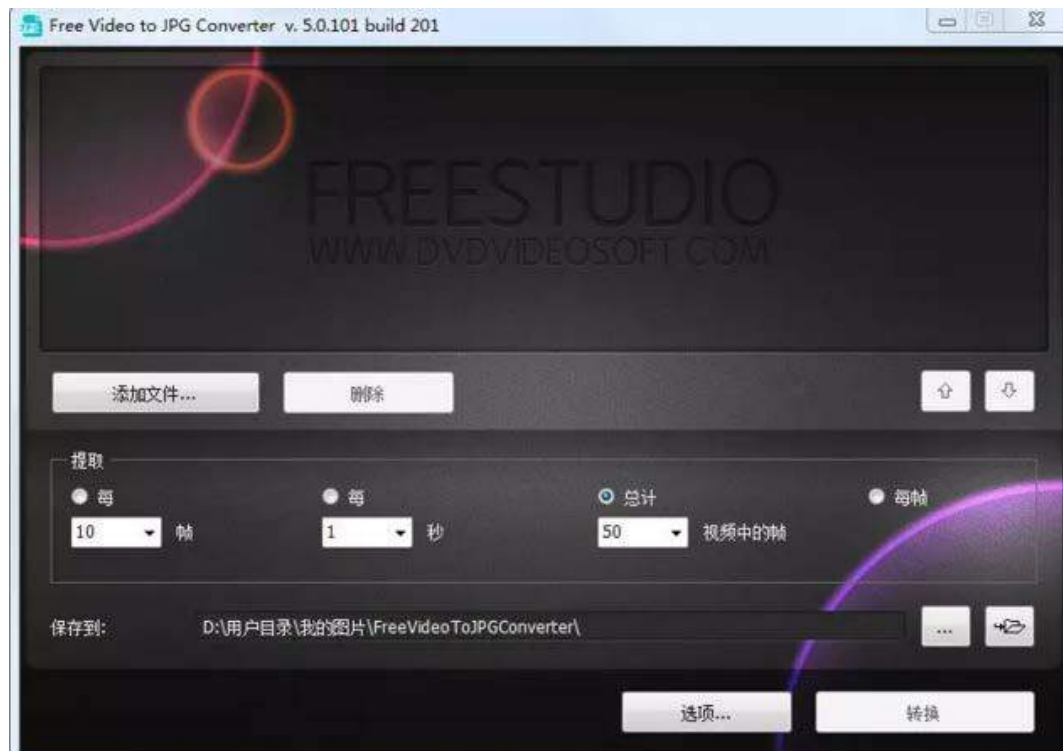 Free Video to JPG Converter v. 5.0.101 build 201
FREESTUDIO
WWW.DVDVIDEOSOFT.COM
添加文件... 删除
提取
每 每 总计 每帧
10 帧 1 秒 50 视频中的帧
保存到: D:\用户目录\我的图片\FreeVideoToJPGConverter\ ...
选项... 转换